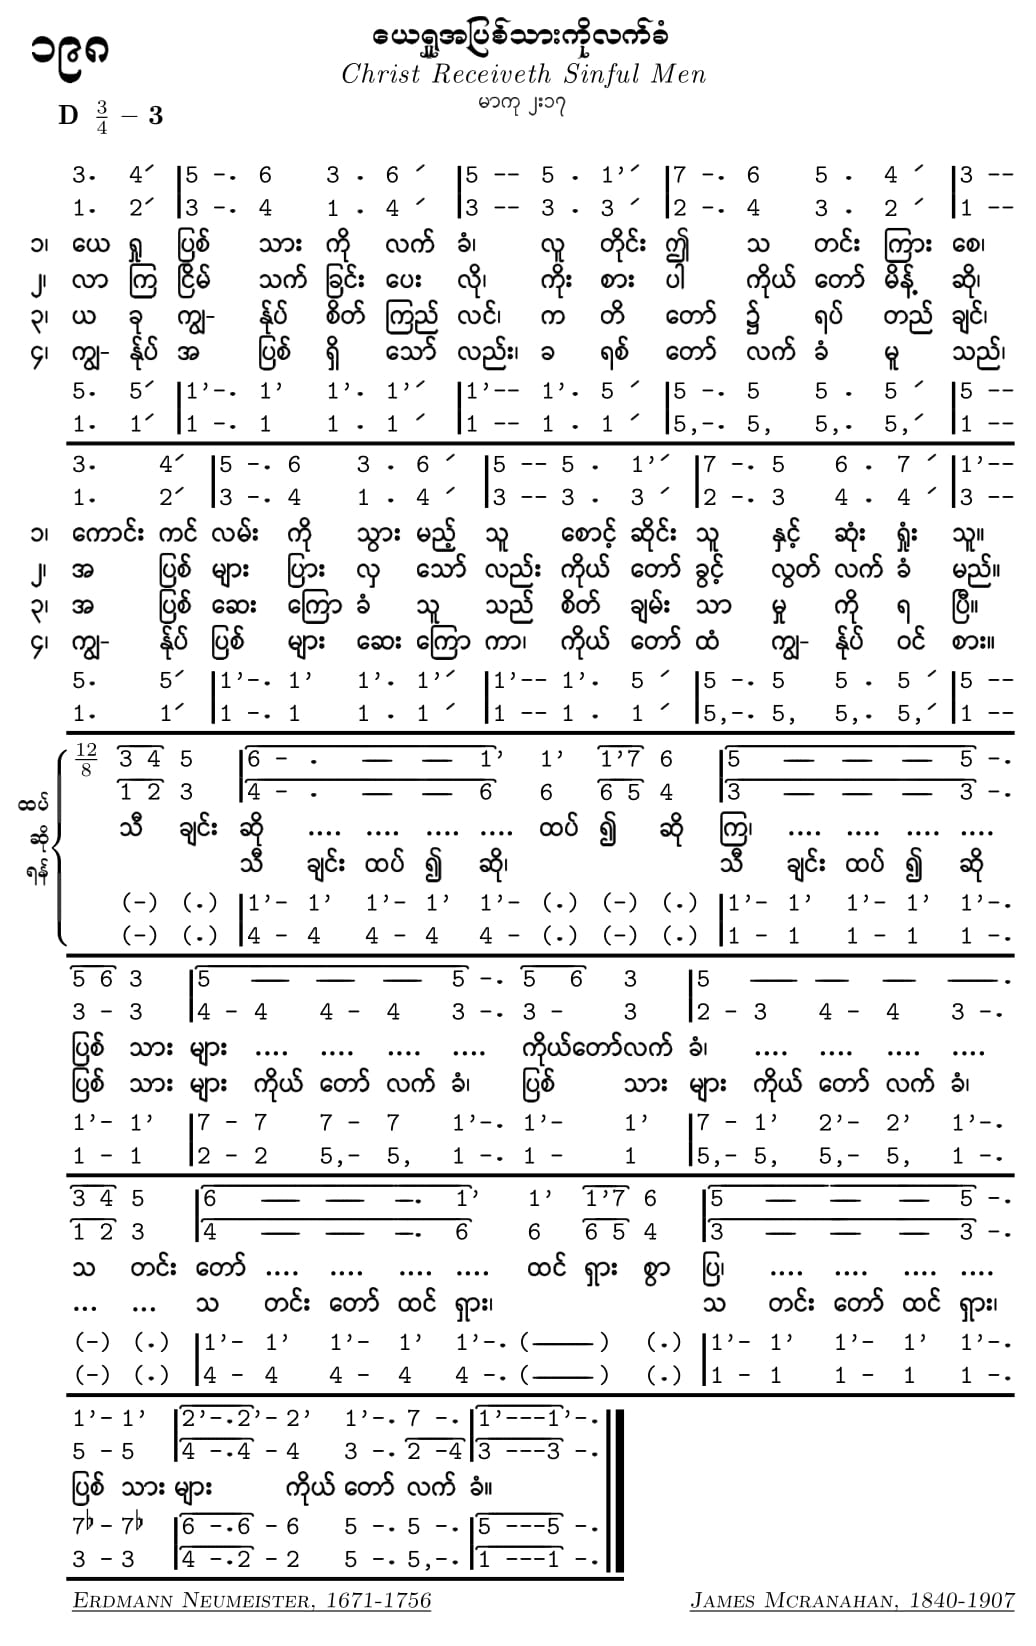 ၁၉၈
ယေရှုအပြစ်သားကိုလက်ခံ
Christ Receiveth Sinful Men
မာကု ၂း၁၇
D 3/4 – 3
3. 4ˊ |5 -. 6 3 . 6 ˊ |5 -- 5 . 1’ˊ |7 -. 6 5 . 4 ˊ |3 --
1. 2ˊ |3 -. 4 1 . 4 ˊ |3 -- 3 . 3 ˊ |2 -. 4 3 . 2 ˊ |1 --
၁၊ ယေ ရှု ပြစ် သား ကို လက် ခံ၊ လူ တိုင်း ဤ သ တင်း ကြား စေ၊
၂၊ လာ ကြ ငြိမ် သက် ခြင်း ပေး လို၊ ကိုး စား ပါ ကိုယ် တော် မိန့် ဆို၊
၃၊ ယ ခု ကျွ- န်ုပ် စိတ် ကြည် လင်၊ က တိ တော် ၌ ရပ် တည် ချင်၊
၄၊ ကျွ- န်ုပ် အ ပြစ် ရှိ သော် လည်း၊ ခ ရစ် တော် လက် ခံ မူ သည်၊
5. 5ˊ |1’-. 1’ 1’. 1’ˊ |1’-- 1’. 5 ˊ |5 -. 5 5 . 5 ˊ |5 --
1. 1ˊ |1 -. 1 1 . 1 ˊ |1 -- 1 . 1 ˊ |5,-. 5, 5,. 5,ˊ |1 --
3. 4ˊ |5 -. 6 3 . 6 ˊ |5 -- 5 . 1’ˊ |7 -. 5 6 . 7 ˊ |1’--
1. 2ˊ |3 -. 4 1 . 4 ˊ |3 -- 3 . 3 ˊ |2 -. 3 4 . 4 ˊ |3 --
၁၊ ကောင်း ကင် လမ်း ကို သွား မည့် သူ စောင့် ဆိုင်း သူ နှင့် ဆုံး ရှုံး သူ။
၂၊ အ ပြစ် များ ပြား လှ သော် လည်း ကိုယ် တော် ခွင့် လွတ် လက် ခံ မည်။
၃၊ အ ပြစ် ဆေး ကြော ခံ သူ သည် စိတ် ချမ်း သာ မှု ကို ရ ပြီ။
၄၊ ကျွ- န်ုပ် ပြစ် များ ဆေး ကြော ကာ၊ ကိုယ် တော် ထံ ကျွ- န်ုပ် ဝင် စား။
5. 5ˊ |1’-. 1’ 1’. 1’ˊ |1’-- 1’. 5 ˊ |5 -. 5 5 . 5 ˊ |5 --
1. 1ˊ |1 -. 1 1 . 1 ˊ |1 -- 1 . 1 ˊ |5,-. 5, 5,. 5,ˊ |1 --
ထပ်
ဆို
ရန်
12/8 3 4 5 |6 - . — — 1’ 1’ 1’7 6 |5 — — — 5 -.
1 2 3 |4 - . — — 6 6 6 5 4 |3 — — — 3 -.
သီ ချင်း ဆို .... .... .... .... ထပ် ၍ ဆို ကြ၊ .... .... .... ....
သီ ချင်း ထပ် ၍ ဆို၊ သီ ချင်း ထပ် ၍ ဆို
(-) (.) |1’- 1’ 1’- 1’ 1’- (.) (-) (.) |1’- 1’ 1’- 1’ 1’-.
(-) (.) |4 - 4 4 - 4 4 - (.) (-) (.) |1 - 1 1 - 1 1 -.
5 6 3 |5 — — — 5 -. 5 6 3 |5 — — — —.
3 - 3 |4 - 4 4 - 4 3 -. 3 - 3 |2 - 3 4 - 4 3 -.
ပြစ် သား များ .... .... .... .... ကိုယ်တော်လက် ခံ၊ .... .... .... ....
ပြစ် သား များ ကိုယ် တော် လက် ခံ၊ ပြစ် သား များ ကိုယ် တော် လက် ခံ၊
1’- 1’ |7 - 7 7 - 7 1’-. 1’- 1’ |7 - 1’ 2’- 2’ 1’-.
1 - 1 |2 - 2 5,- 5, 1 -. 1 - 1 |5,- 5, 5,- 5, 1 -.
3 4 5 |6 — — —. 1’ 1’ 1’7 6 |5 — — — 5 -.
1 2 3 |4 — — —. 6 6 6 5 4 |3 — — — 3 -.
သ တင်း တော် .... .... .... .... ထင် ရှား စွာ ပြ၊ .... .... .... ....
... ... သ တင်း တော် ထင် ရှား၊ သ တင်း တော် ထင် ရှား၊
(-) (.) |1’- 1’ 1’- 1’ 1’-. (——) (.) |1’- 1’ 1’- 1’ 1’-.
(-) (.) |4 - 4 4 - 4 4 -. (——) (.) |1 - 1 1 - 1 1 -.
1’- 1’ |2’-.2’- 2’ 1’-. 7 -. |1’---1’-.
5 - 5 |4 -.4 - 4 3 -. 2 -4 |3 ---3 -.
ပြစ် သား များ ကိုယ် တော် လက် ခံ။
7♭- 7♭ |6 -.6 - 6 5 -. 5 -. |5 ---5 -.
3 - 3 |4 -.2 - 2 5 -. 5,-. |1 ---1 -.
Erdmann Neumeister, 1671-1756
James Mcranahan, 1840-1907